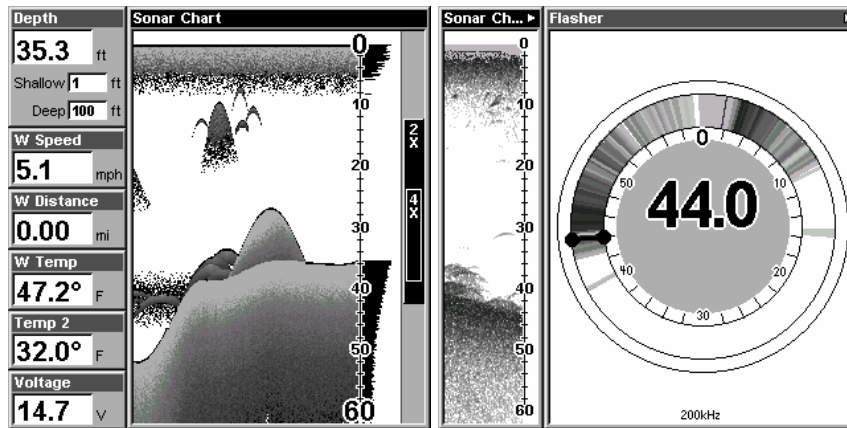 Depth
35.3 ft
Shallow 1 ft
Deep 100 ft
W Speed
5.1 mph
W Distance
0.00 mi
W Temp
47.2° F
Temp 2
32.0° F
Voltage
14.7 V
Sonar Chart
0
10
20
30
40
50
60
2X
4X
Sonar Ch...
0
10
20
30
40
50
60
Flasher
0
10
20
30
40
50
44.0
200kHz